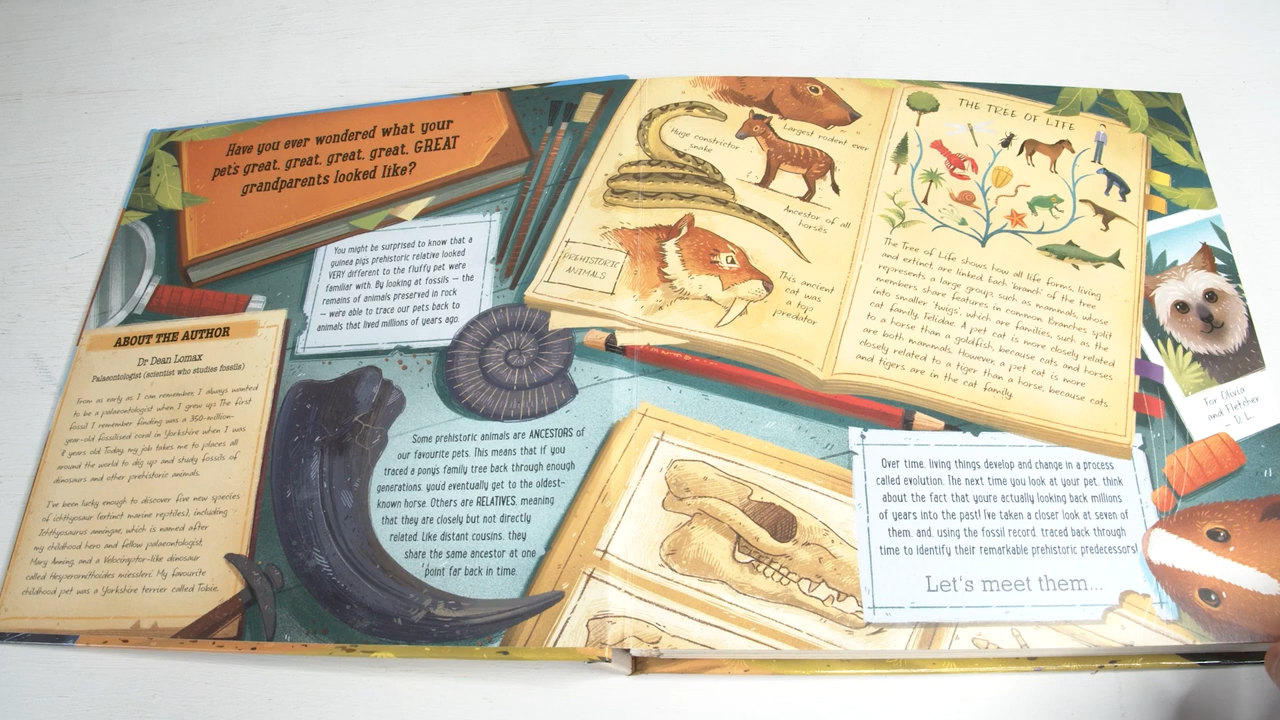 Have you ever wondered what your
pet's great, great, great, great, GREAT
grandparents looked like?
You might be surprised to know that a
guinea pig's prehistoric relative looked
VERY different to the fluffy pet we're
familiar with. By looking at fossils – the
remains of animals preserved in rock
– we're able to trace our pets back to
animals that lived millions of years ago.
ABOUT THE AUTHOR
Dr Dean Lomax
Palaeontologist (scientist who studies fossils)
From as early as I can remember, I always wanted
to be a palaeontologist when I grew up. The first
fossil I remember finding was a 350-million-
year-old fossilised coral in Yorkshire when I was
8 years old. Today, my job takes me to places all
around the world to dig up and study fossils of
dinosaurs and other prehistoric animals.
I've been lucky enough to discover five new species
of ichthyosaur (extinct marine reptiles), including
Ichthyosaurus anningae, which is named after
my childhood hero and fellow palaeontologist,
Mary Anning, and a Velociraptor-like dinosaur
called Hesperornithoides miessleri. My favourite
childhood pet was a Yorkshire terrier called Tobie.
Some prehistoric animals are ANCESTORS of
our favourite pets. This means that if you
traced a pony's family tree back through enough
generations, you'd eventually get to the oldest-
known horse. Others are RELATIVES, meaning
that they are closely but not directly
related. Like distant cousins, they
share the same ancestor at one
point far back in time.
Huge constrictor
snake
Largest rodent ever
Ancestor of all
horses
PREHISTORIC
ANIMALS
This ancient
cat was
a top
predator
THE TREE OF LIFE
The Tree of Life shows how all life forms, living
and extinct, are linked. Each 'branch' of the tree
represents a large group, such as mammals, whose
members share features in common. Branches split
into smaller 'twigs', which are families, such as the
cat family, Felidae. A pet cat is more closely related
to a horse than a goldfish, because cats and horses
are both mammals. However, a pet cat is more
closely related to a tiger than a horse, because cats
and tigers are in the cat family.
For Olivia
and Fletcher
– D. L.
Over time, living things develop and change in a process
called evolution. The next time you look at your pet, think
about the fact that you're actually looking back millions
of years into the past! I've taken a closer look at seven of
them, and, using the fossil record, traced back through
time to identify their remarkable prehistoric predecessors!
Let's meet them...